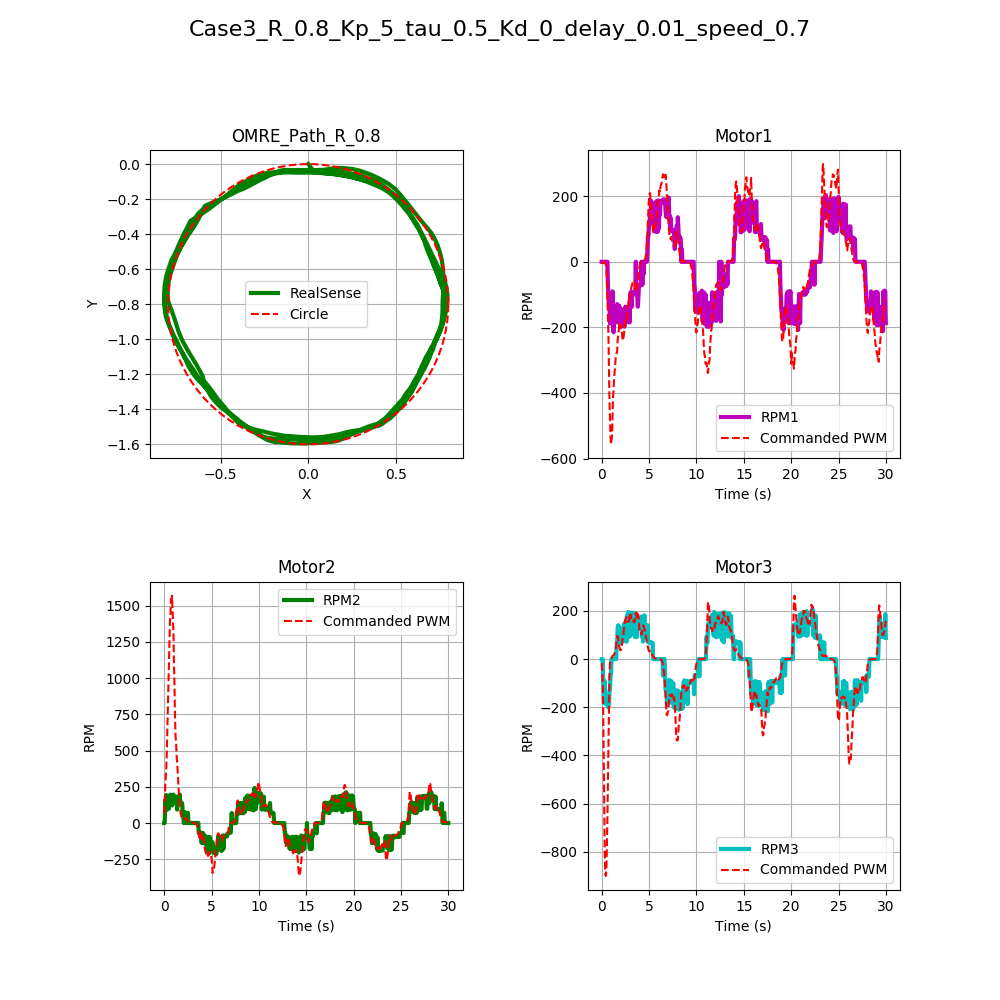 Case3_R_0.8_Kp_5_tau_0.5_Kd_0_delay_0.01_speed_0.7
OMRE_Path_R_0.8
0.0
−0.2
−0.4
−0.6
−0.8
−1.0
−1.2
−1.4
−1.6
Y
RealSense
Circle
−0.5
0.0
0.5
X
Motor1
200
0
−200
−400
−600
RPM
RPM1
Commanded PWM
0
5
10
15
20
25
30
Time (s)
Motor2
1500
1250
1000
750
500
250
0
−250
RPM
RPM2
Commanded PWM
0
5
10
15
20
25
30
Time (s)
Motor3
200
0
−200
−400
−600
−800
RPM
RPM3
Commanded PWM
0
5
10
15
20
25
30
Time (s)